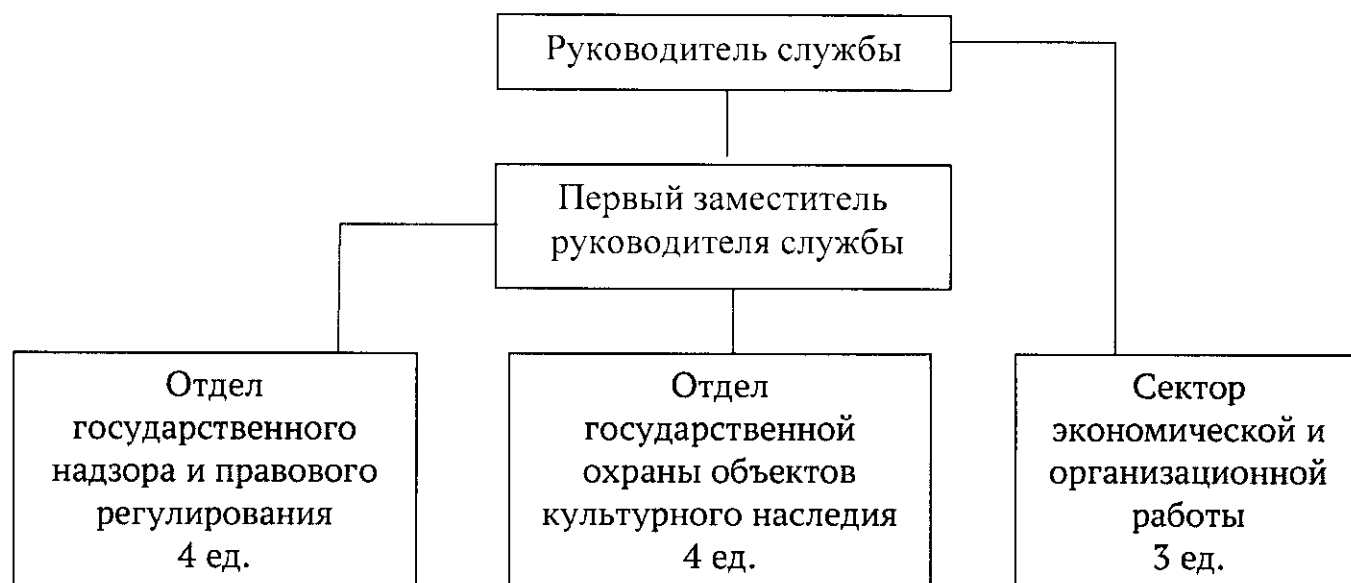 Руководитель службы
Первый заместитель
руководителя службы
Отдел
государственного
надзора и правового
регулирования
4 ед.
Отдел
государственной
охраны объектов
культурного наследия
4 ед.
Сектор
экономической и
организационной
работы
3 ед.